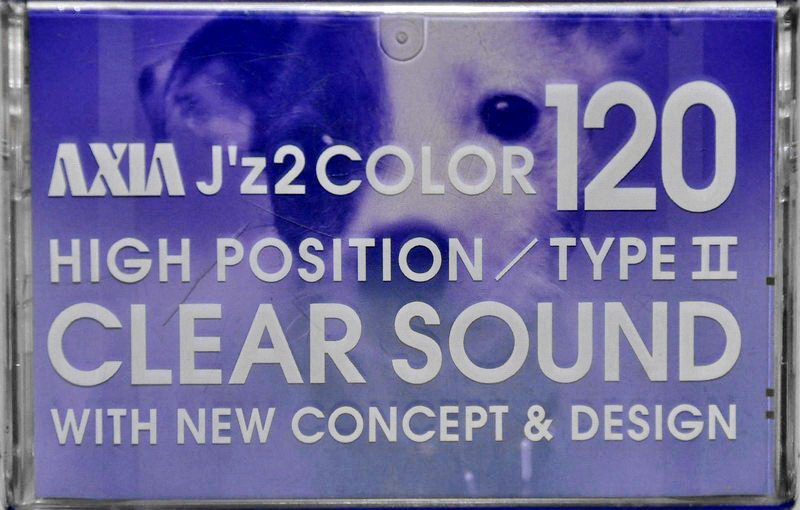 AXIA J'z2 COLOR 120
HIGH POSITION / TYPE II
CLEAR SOUND
WITH NEW CONCEPT & DESIGN